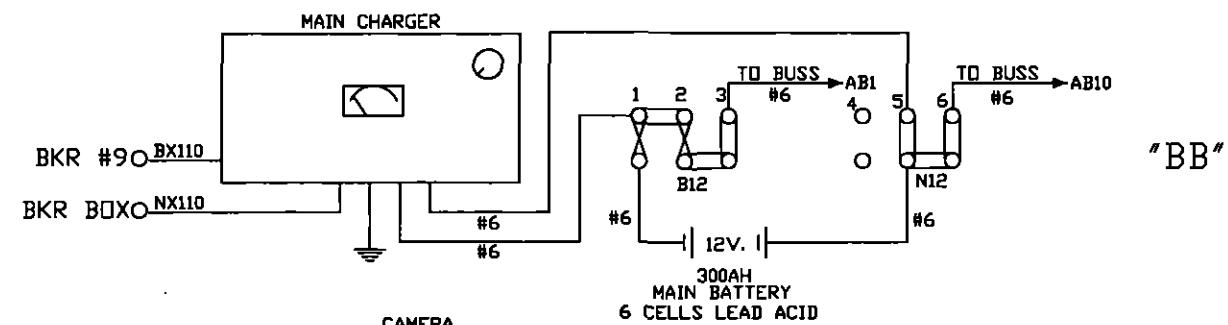 MAIN CHARGER
TO BUSS AB1
#6
TO BUSS AB10
#6
1 2 3 4 5 6
BKR #9 BX110
"BB"
B12 N12
BKR BOX NX110
#6
#6
#6
#6
12V.
300AH
MAIN BATTERY
6 CELLS LEAD ACID
CAMERA